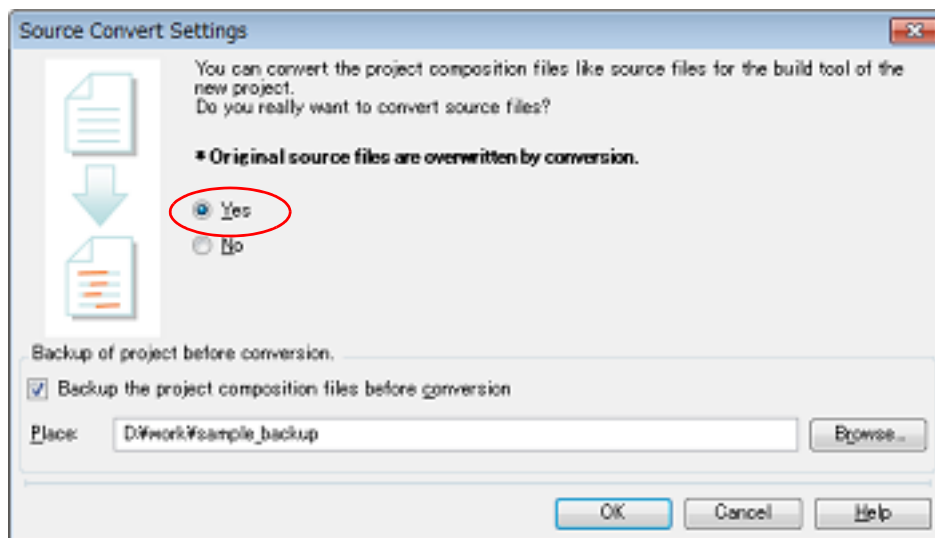 Source Convert Settings
You can convert the project composition files like source files for the build tool of the
new project.
Do you really want to convert source files?
* Original source files are overwritten by conversion.
Yes
No
Backup of project before conversion.
Backup the project composition files before conversion
Place: D:¥work¥sample_backup Browse...
OK Cancel Help